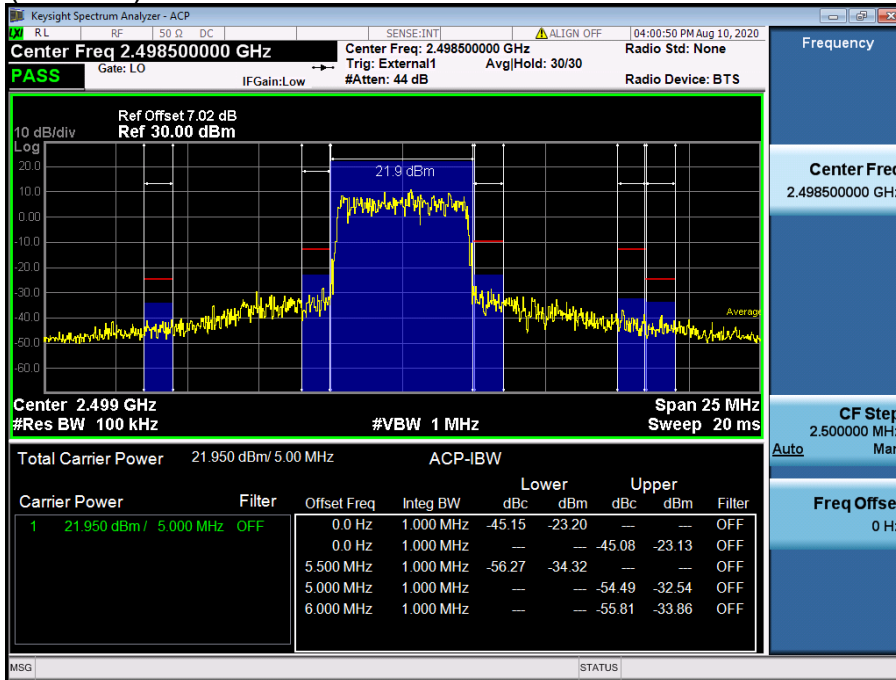 Keysight Spectrum Analyzer - ACP
LXI RL RF 50 Ω DC SENSE:INT ALIGN OFF 04:00:50 PM Aug 10, 2020
Center Freq 2.498500000 GHz
Center Freq: 2.498500000 GHz
Radio Std: None
Gate: LO
Trig: External1 Avg|Hold: 30/30
PASS
IFGain:Low
#Atten: 44 dB
Radio Device: BTS
Ref Offset 7.02 dB
10 dB/div Ref 30.00 dBm
Log
20.0
21.9 dBm
10.0
0.00
-10.0
-20.0
-30.0
-40.0
Average
-50.0
-60.0
Center 2.499 GHz Span 25 MHz
#Res BW 100 kHz #VBW 1 MHz Sweep 20 ms
Total Carrier Power 21.950 dBm/ 5.00 MHz ACP-IBW
Lower Upper
Carrier Power Filter Offset Freq Integ BW dBc dBm dBc dBm Filter
1 21.950 dBm / 5.000 MHz OFF
0.0 Hz 1.000 MHz -45.15 -23.20 --- --- OFF
0.0 Hz 1.000 MHz --- --- -45.08 -23.13 OFF
5.500 MHz 1.000 MHz -56.27 -34.32 --- --- OFF
5.000 MHz 1.000 MHz --- --- -54.49 -32.54 OFF
6.000 MHz 1.000 MHz --- --- -55.81 -33.86 OFF
MSG STATUS
Frequency
Center Freq
2.498500000 GHz
CF Step
2.500000 MHz
Auto Man
Freq Offset
0 Hz